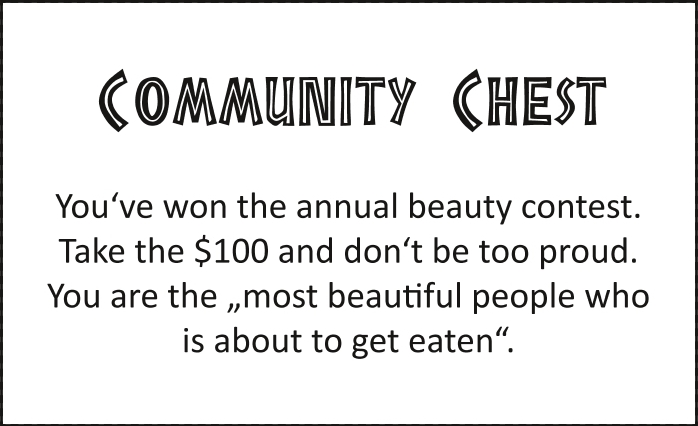 Community Chest
You‘ve won the annual beauty contest.
Take the $100 and don‘t be too proud.
You are the „most beautiful people who
is about to get eaten“.